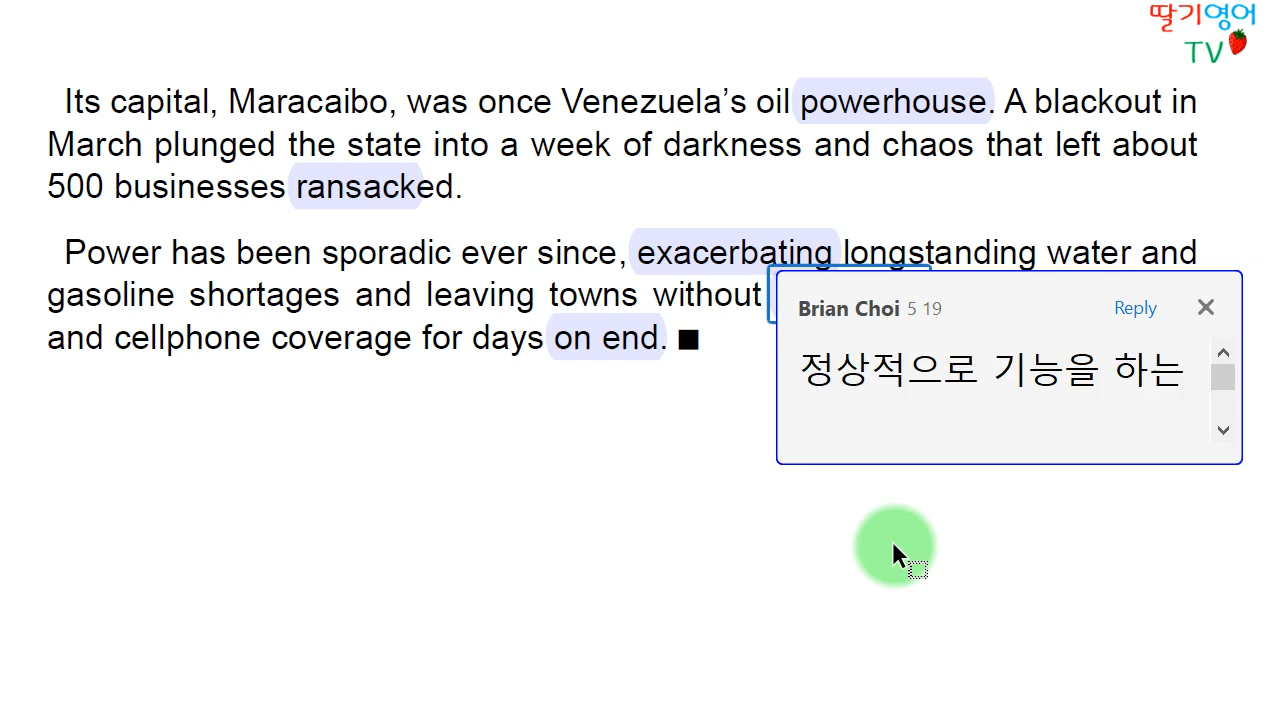 딸기영어
TV
Its capital, Maracaibo, was once Venezuela’s oil powerhouse. A blackout in
March plunged the state into a week of darkness and chaos that left about
500 businesses ransacked.
Power has been sporadic ever since, exacerbating longstanding water and
gasoline shortages and leaving towns without
and cellphone coverage for days on end. ■
Brian Choi 5 19 Reply
정상적으로 기능을 하는